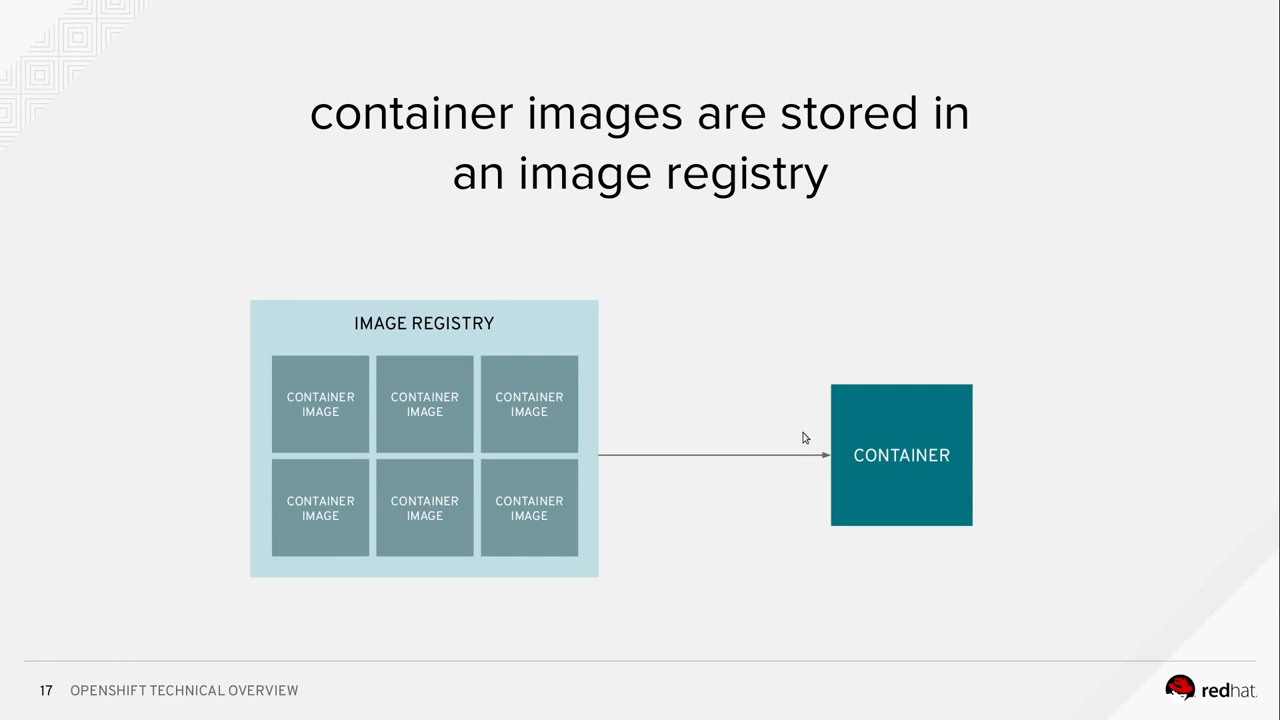 container images are stored in
an image registry
IMAGE REGISTRY
CONTAINER
IMAGE
CONTAINER
IMAGE
CONTAINER
IMAGE
CONTAINER
IMAGE
CONTAINER
IMAGE
CONTAINER
IMAGE
CONTAINER
17 OPENSHIFT TECHNICAL OVERVIEW
redhat.